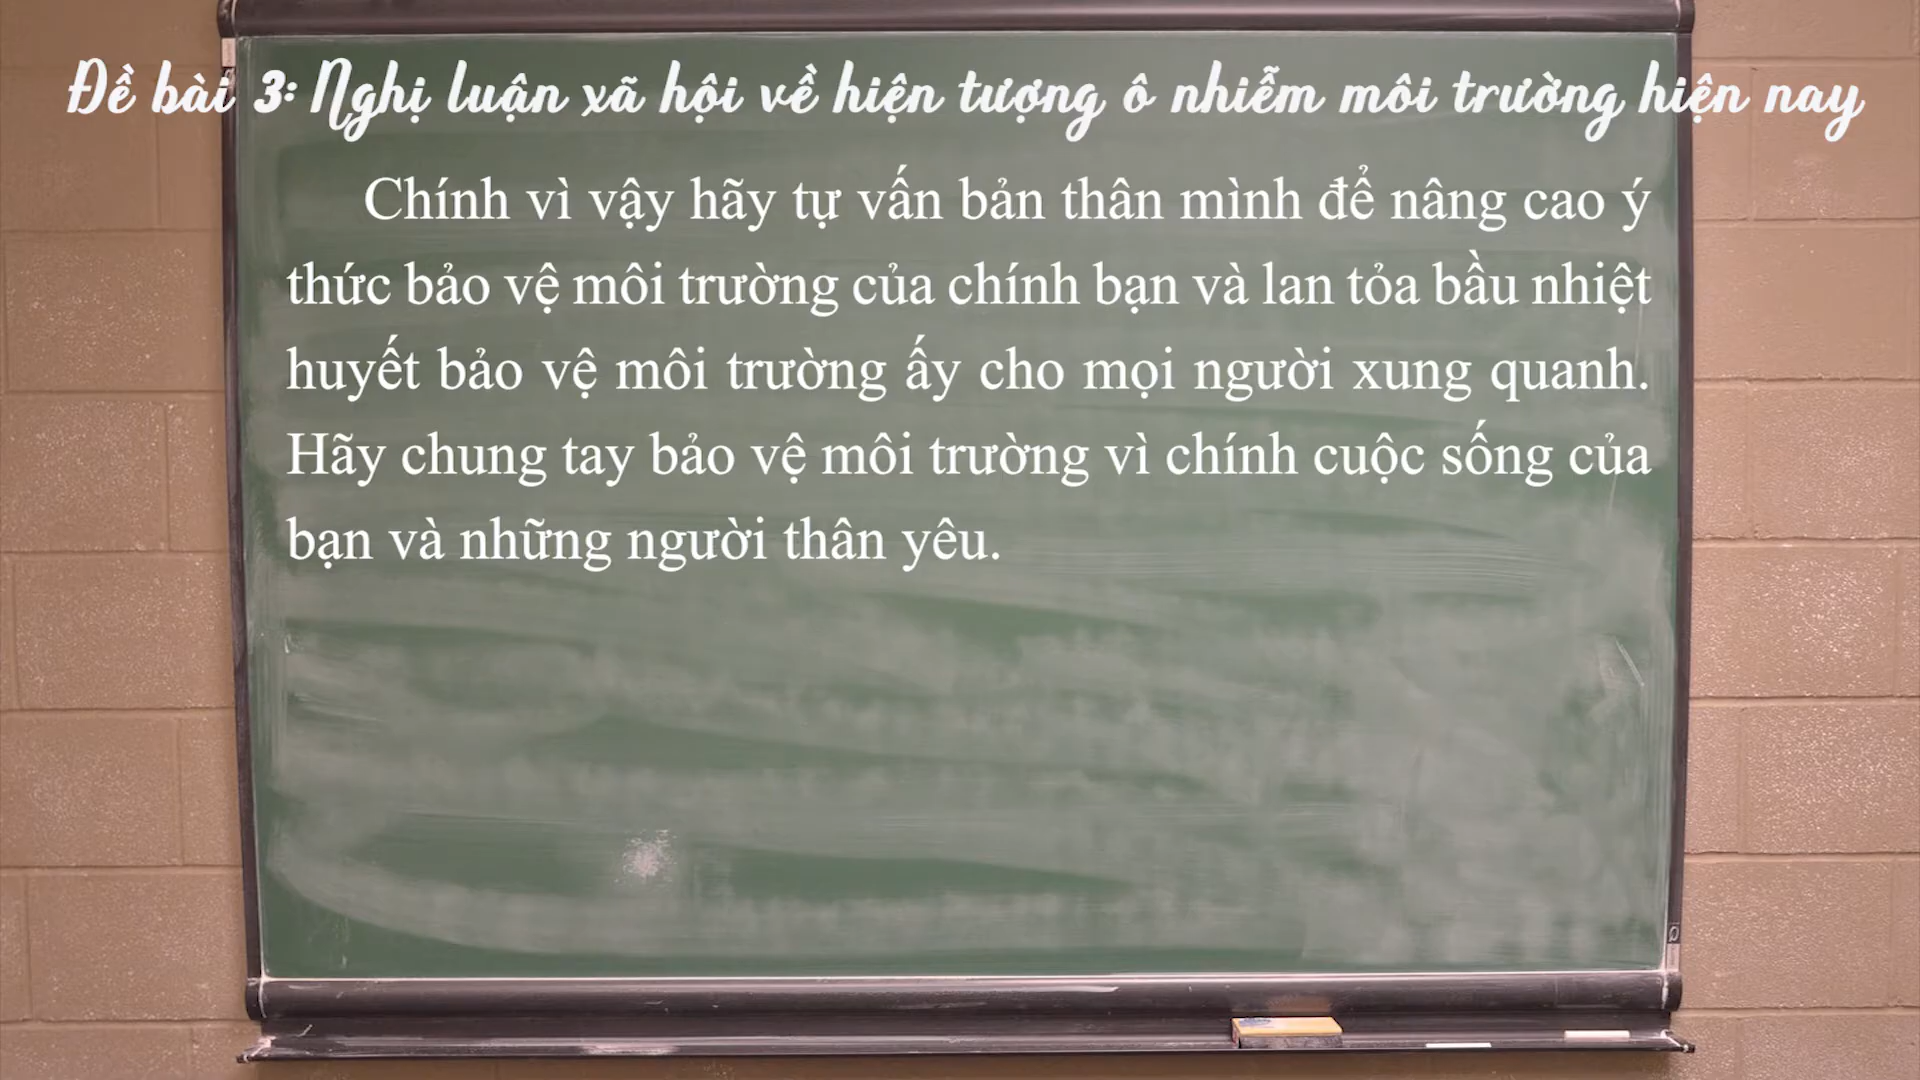 Đề bài 3: Nghị luận xã hội về hiện tượng ô nhiễm môi trường hiện nay
Chính vì vậy hãy tự vấn bản thân mình để nâng cao ý
thức bảo vệ môi trường của chính bạn và lan tỏa bầu nhiệt
huyết bảo vệ môi trường ấy cho mọi người xung quanh.
Hãy chung tay bảo vệ môi trường vì chính cuộc sống của
bạn và những người thân yêu.